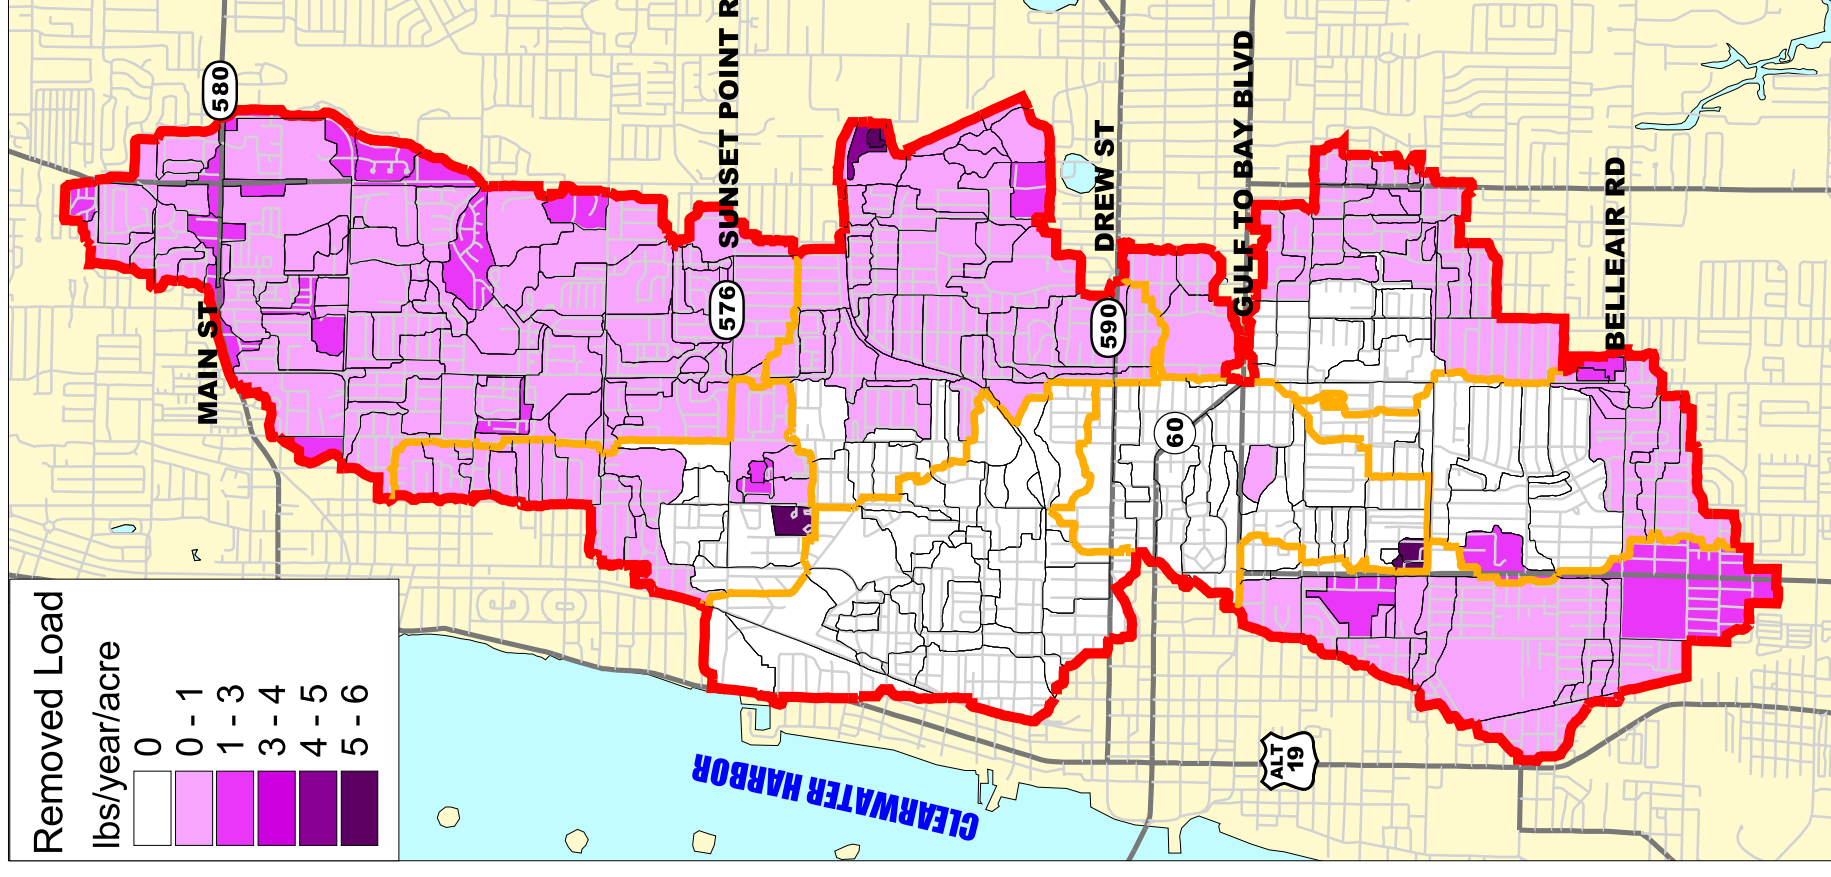 Removed Load
lbs/year/acre
0
0 - 1
1 - 3
3 - 4
4 - 5
5 - 6
MAIN ST
580
SUNSET POINT R
576
DREW ST
590
GULF TO BAY BLVD
60
BELLEAIR RD
ALT
19
CLEARWATER HARBOR